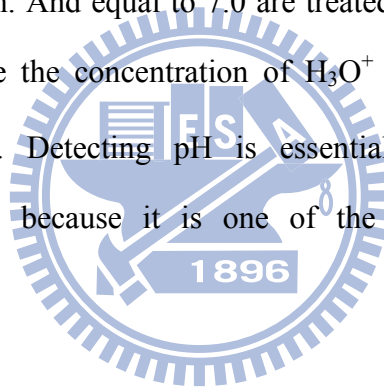 n. And equal to 7.0 are treated
e the concentration of H₃O⁺
. Detecting pH is essential
because it is one of the
E S A
8
1896